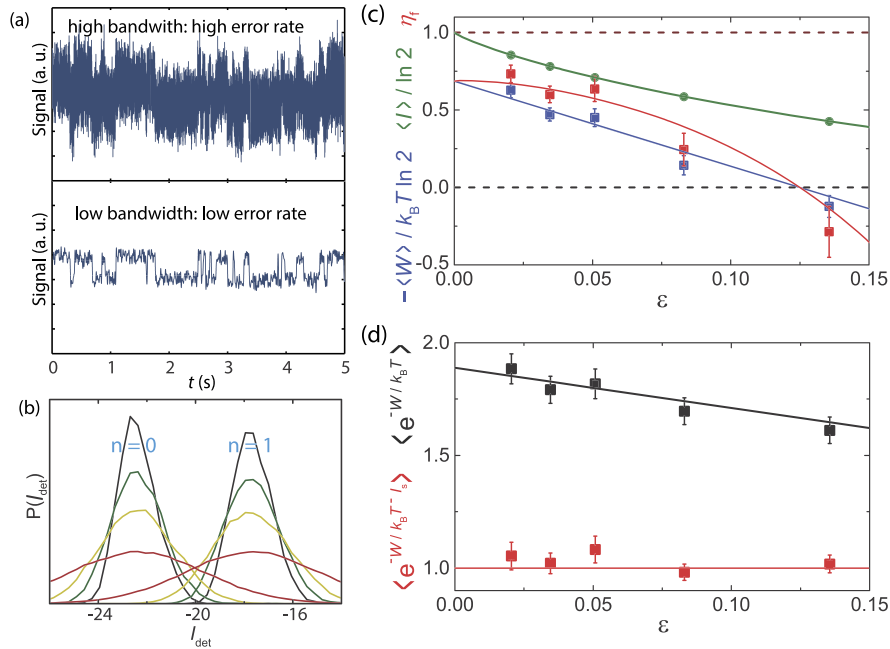 (a)
high bandwith: high error rate
Signal (a. u.)
low bandwidth: low error rate
Signal (a. u.)
0 1 2 3 4 5
t (s)
(b)
n = 0 n = 1
P(I_det)
-24 -20 -16
I_det
(c)
η_f
⟨I⟩ / ln 2
−⟨W⟩ / k_B T ln 2
1.0
0.5
0.0
-0.5
0.00 0.05 0.10 0.15
ε
(d)
⟨e^{-W / k_B T}⟩
⟨e^{-W / k_B T - I_s}⟩
2.0
1.5
1.0
0.00 0.05 0.10 0.15
ε